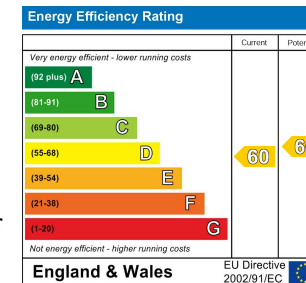 Energy Efficiency Rating
Current
Very energy efficient - lower running costs
(92 plus) A
(81-91) B
(69-80) C
(55-68) D
60
(39-54) E
(21-38) F
(1-20) G
Not energy efficient - higher running costs
England & Wales
EU Directive
2002/91/EC